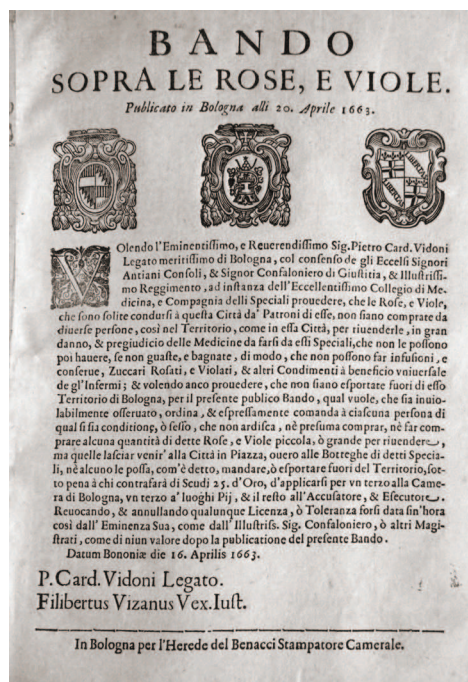 BANDO
SOPRA LE ROSE, E VIOLE.
Publicato in Bologna alli 20. Aprile 1663.
LIBERTAS
LIBERTAS
VOlendo l'Eminentissimo, e Reuerendissimo Sig. Pietro Card. Vidoni
Legato meritissimo di Bologna, col consenso de gli Eccelsi Signori
Antiani Consoli, & Signor Confaloniero di Giustitia, & Illustrissi-
mo Reggimento, ad instanza dell'Eccellentissimo Collegio di Me-
dicina, e Compagnia delli Speciali prouedere, che le Rose, e Viole,
che sono solite condursi à questa Città da' Patroni di esse, non siano comprate da
diuerse persone, così nel Territorio, come in essa Città, per riuenderle, in gran
danno, & pregiudicio delle Medicine da farsi da essi Speciali, che non le possono
poi hauere, se non guaste, e bagnate, di modo, che non possono far infusioni, e
conserue, Zuccari Rosati, e Violati, & altri Condimenti à beneficio vniuersale
de gl'Infermi; & volendo anco prouedere, che non siano esportate fuori di esso
Territorio di Bologna, per il presente publico Bando, qual vuole, che sia inuio-
labilmente osseruato, ordina, & espressamente comanda à ciascuna persona di
qual si sia conditione, ò sesso, che non ardisca, nè presuma comprar, nè far com-
prare alcuna quantità di dette Rose, e Viole piccola, ò grande per riuendere,
ma quelle lasciar venir' alla Città in Piazza, ouero alle Botteghe di detti Specia-
li, nè alcuno le possa, com'è detto, mandare, ò esportare fuori del Territorio, sot-
to pena à chi contrafarà di Scudi 25. d'Oro, d'applicarsi per vn terzo alla Came-
ra di Bologna, vn terzo a' luoghi Pij, & il resto all'Accusatore, & Esecutore.
Reuocando, & annullando qualunque Licenza, ò Toleranza forsi data sin'hora
così dall' Eminenza Sua, come dall' Illustriss. Sig. Confaloniero, ò altri Magi-
strati, come di niun valore dopo la publicatione del presente Bando.
Datum Bononiæ die 16. Aprilis 1663.
P. Card. Vidoni Legato.
Filibertus Vizanus Vex. Iust.
In Bologna per l'Herede del Benacci Stampatore Camerale.